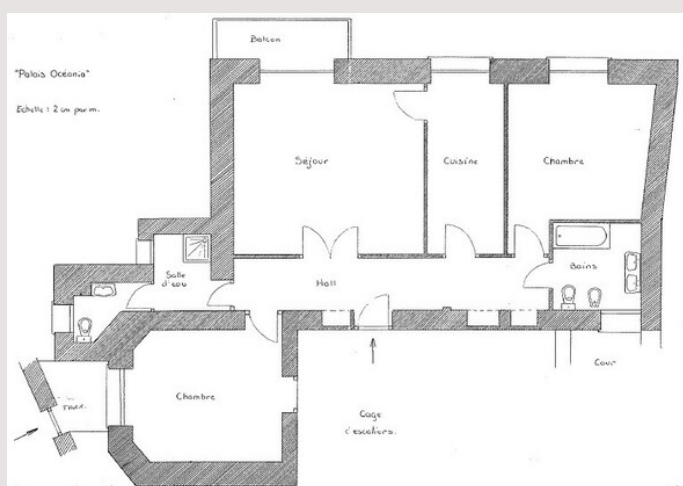 Balcon
"Palais Océania"
Echelle : 2 cm par m.
Séjour
Cuisine
Chambre
Salle
d'eau
Hall
Bains
Chambre
Cour
Cage
d'escaliers.